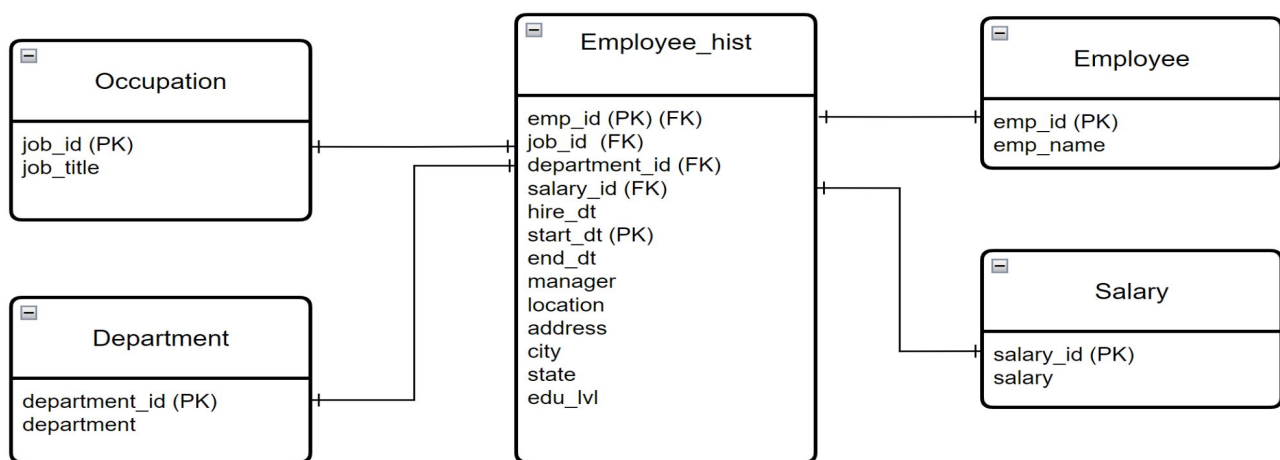 Occupation
job_id (PK)
job_title
Department
department_id (PK)
department
Employee_hist
emp_id (PK) (FK)
job_id (FK)
department_id (FK)
salary_id (FK)
hire_dt
start_dt (PK)
end_dt
manager
location
address
city
state
edu_lvl
Employee
emp_id (PK)
emp_name
Salary
salary_id (PK)
salary